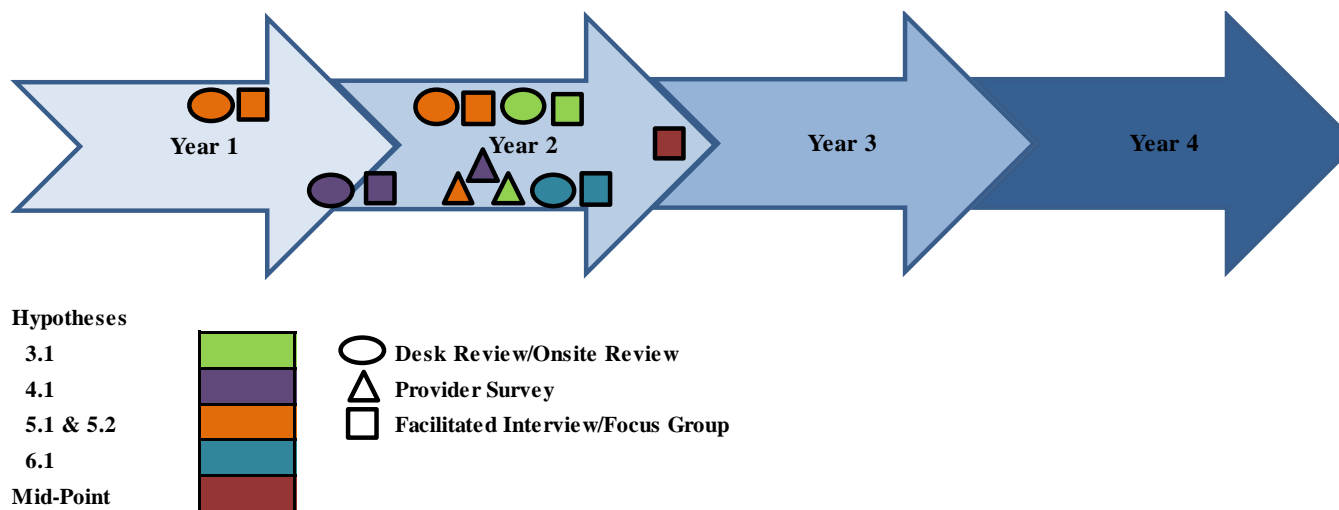 Year 1
Year 2
Year 3
Year 4
Hypotheses
3.1
4.1
5.1 & 5.2
6.1
Mid-Point
Desk Review/Onsite Review
Provider Survey
Facilitated Interview/Focus Group